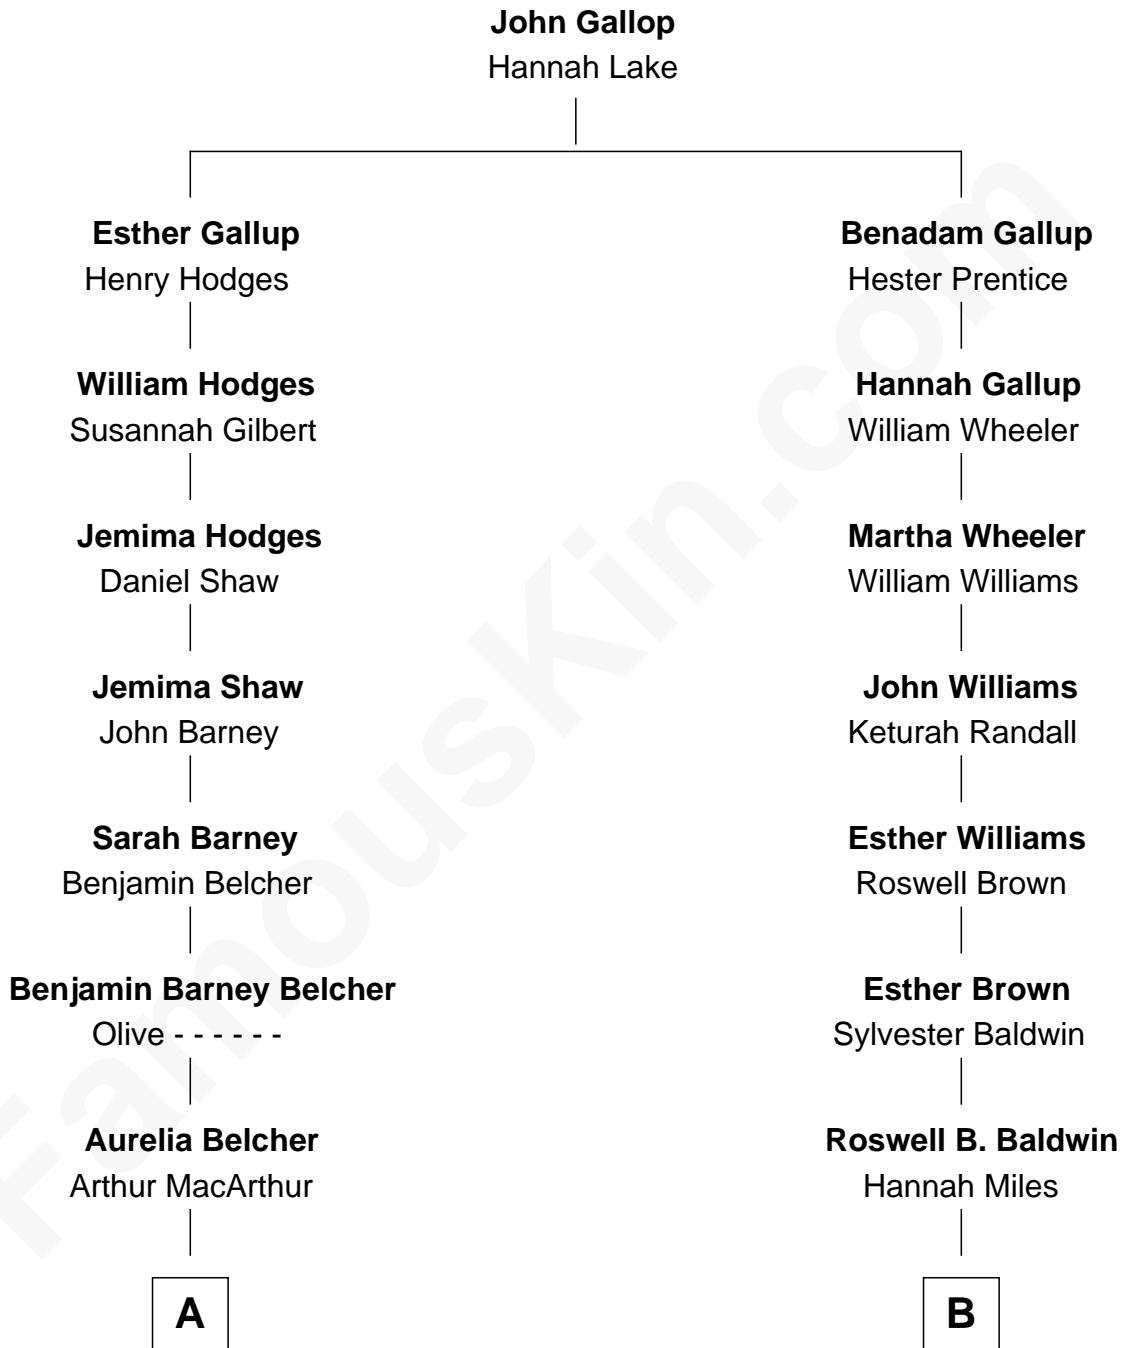 John Gallop
Hannah Lake
Esther Gallup
Henry Hodges
William Hodges
Susannah Gilbert
Jemima Hodges
Daniel Shaw
Jemima Shaw
John Barney
Sarah Barney
Benjamin Belcher
Benjamin Barney Belcher
Olive - - - - - -
Aurelia Belcher
Arthur MacArthur
A
Benadam Gallup
Hester Prentice
Hannah Gallup
William Wheeler
Martha Wheeler
William Williams
John Williams
Keturah Randall
Esther Williams
Roswell Brown
Esther Brown
Sylvester Baldwin
Roswell B. Baldwin
Hannah Miles
B
FamousKin.com